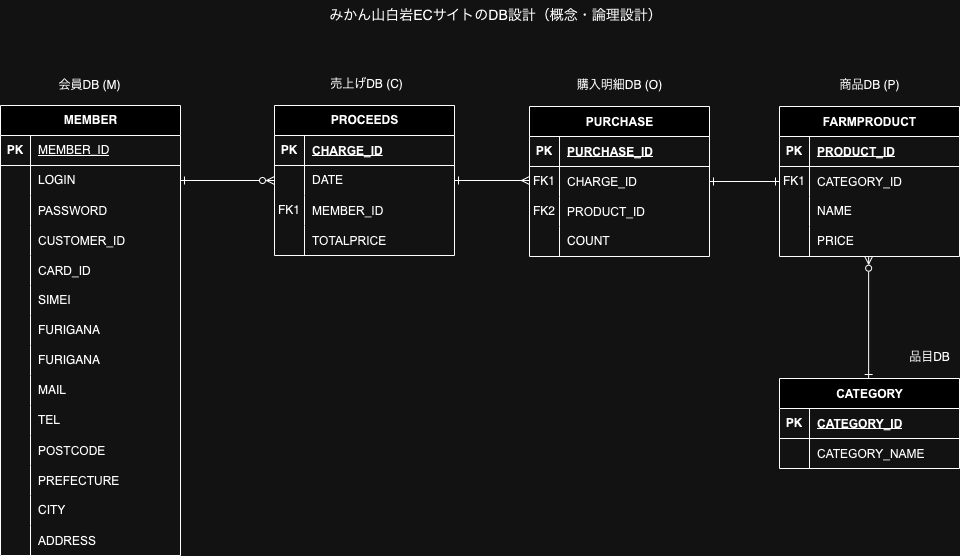 みかん山白岩ECサイトのDB設計（概念・論理設計）
会員DB (M)
MEMBER
PK MEMBER_ID
LOGIN
PASSWORD
CUSTOMER_ID
CARD_ID
SIMEI
FURIGANA
FURIGANA
MAIL
TEL
POSTCODE
PREFECTURE
CITY
ADDRESS
売上げDB (C)
PROCEEDS
PK CHARGE_ID
DATE
FK1 MEMBER_ID
TOTALPRICE
購入明細DB (O)
PURCHASE
PK PURCHASE_ID
FK1 CHARGE_ID
FK2 PRODUCT_ID
COUNT
商品DB (P)
FARMPRODUCT
PK PRODUCT_ID
FK1 CATEGORY_ID
NAME
PRICE
品目DB
CATEGORY
PK CATEGORY_ID
CATEGORY_NAME